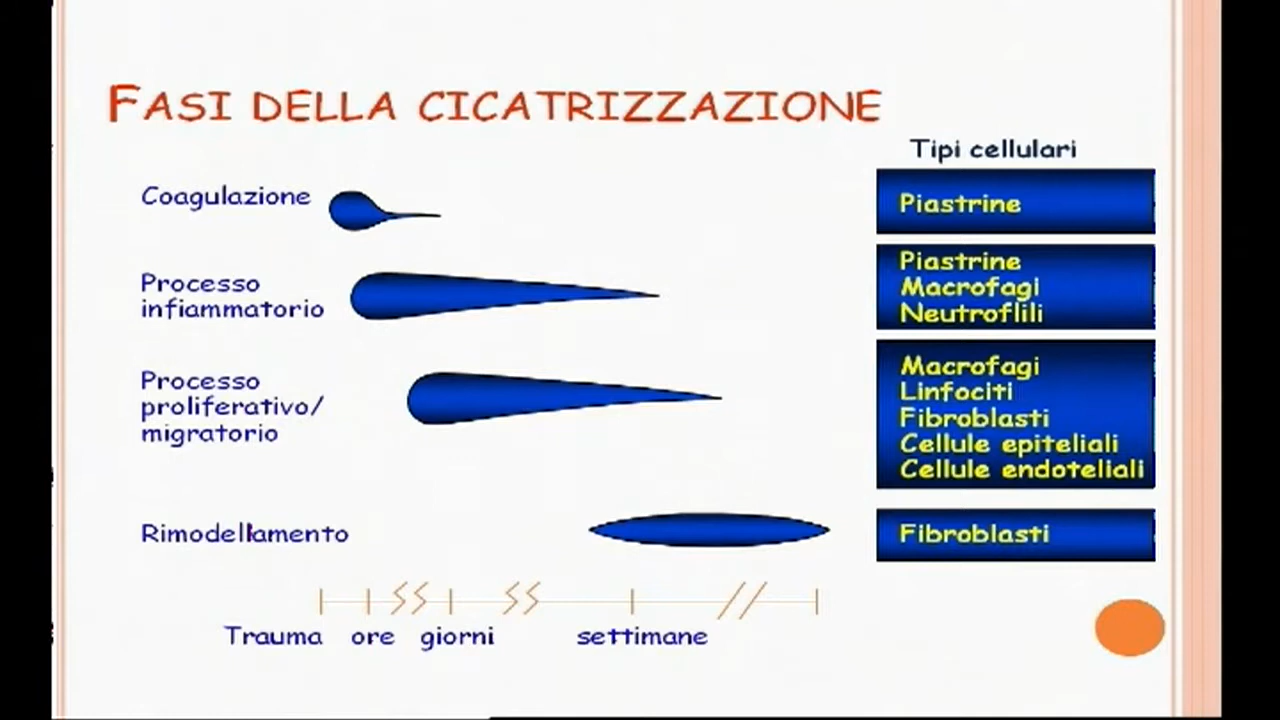 FASI DELLA CICATRIZZAZIONE
Tipi cellulari
Coagulazione
Piastrine
Processo
infiammatorio
Piastrine
Macrofagi
Neutroflili
Processo
proliferativo/
migratorio
Macrofagi
Linfociti
Fibroblasti
Cellule epiteliali
Cellule endoteliali
Rimodellamento
Fibroblasti
Trauma ore giorni settimane